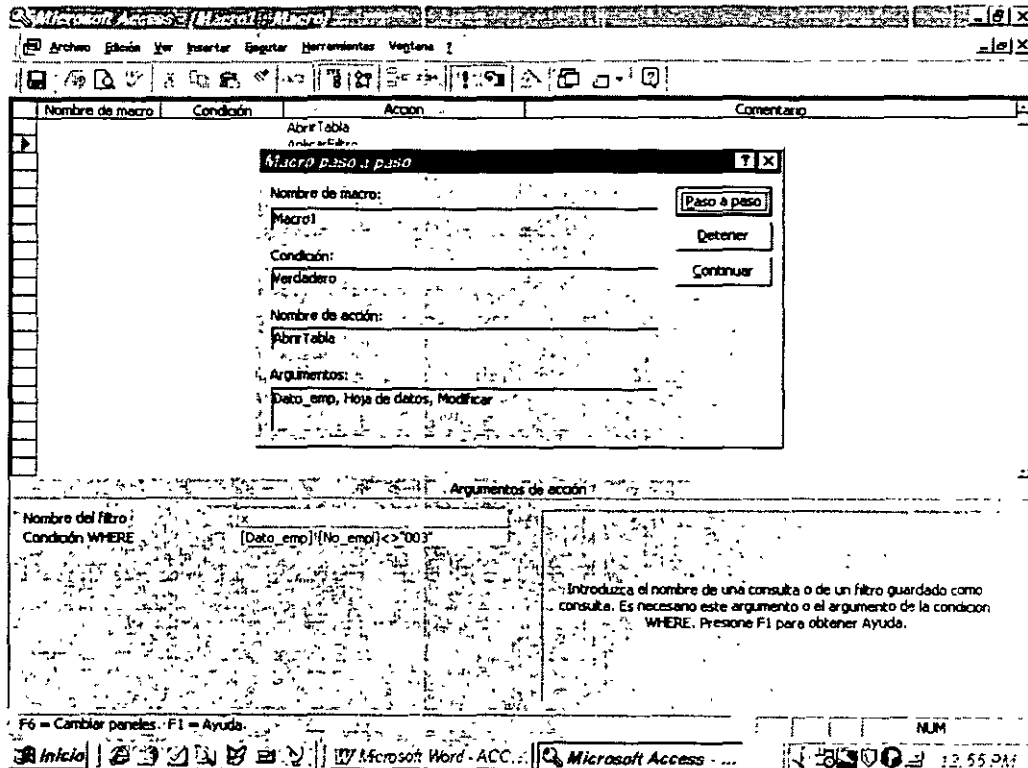 Microsoft Access - [Macro1 : Macro]
Archivo Edición Ver Insertar Ejecutar Herramientas Ventana ?
Nombre de macro Condición Acción Comentario
AbrirTabla
AplicarFiltro
Macro paso a paso
Nombre de macro:
Macro1
Paso a paso
Detener
Condición:
Verdadero
Continuar
Nombre de acción:
AbrirTabla
Argumentos:
Dato_emp, Hoja de datos, Modificar
Argumentos de acción
Nombre del filtro x
Condición WHERE [Dato_emp]![No_empl]<>"003"
Introduzca el nombre de una consulta o de un filtro guardado como
consulta. Es necesario este argumento o el argumento de la condición
WHERE. Presione F1 para obtener Ayuda.
F6 = Cambiar paneles. F1 = Ayuda.
NUM
Inicio Microsoft Word - ACC... Microsoft Access - ... 12:55 PM